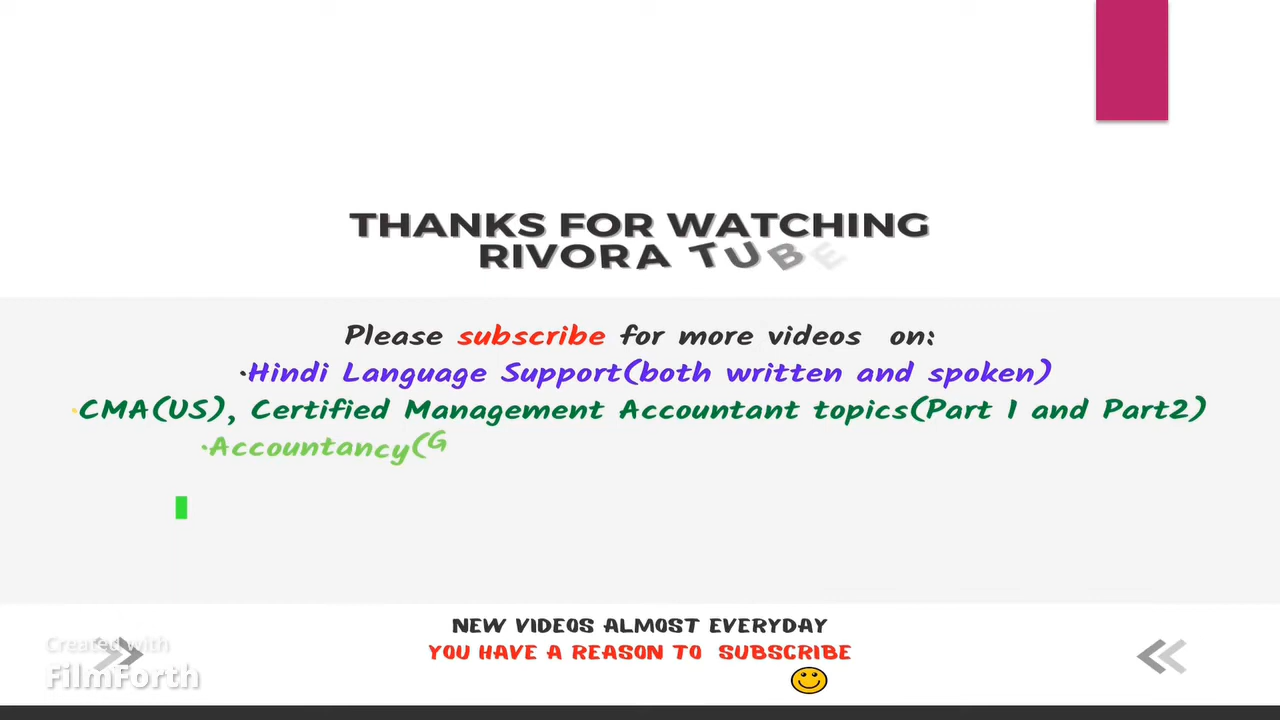 THANKS FOR WATCHING
RIVORA TUBE
Please subscribe for more videos on:
•Hindi Language Support(both written and spoken)
•CMA(US), Certified Management Accountant topics(Part 1 and Part2)
•Accountancy(G
NEW VIDEOS ALMOST EVERYDAY
YOU HAVE A REASON TO SUBSCRIBE
Created with
FilmForth